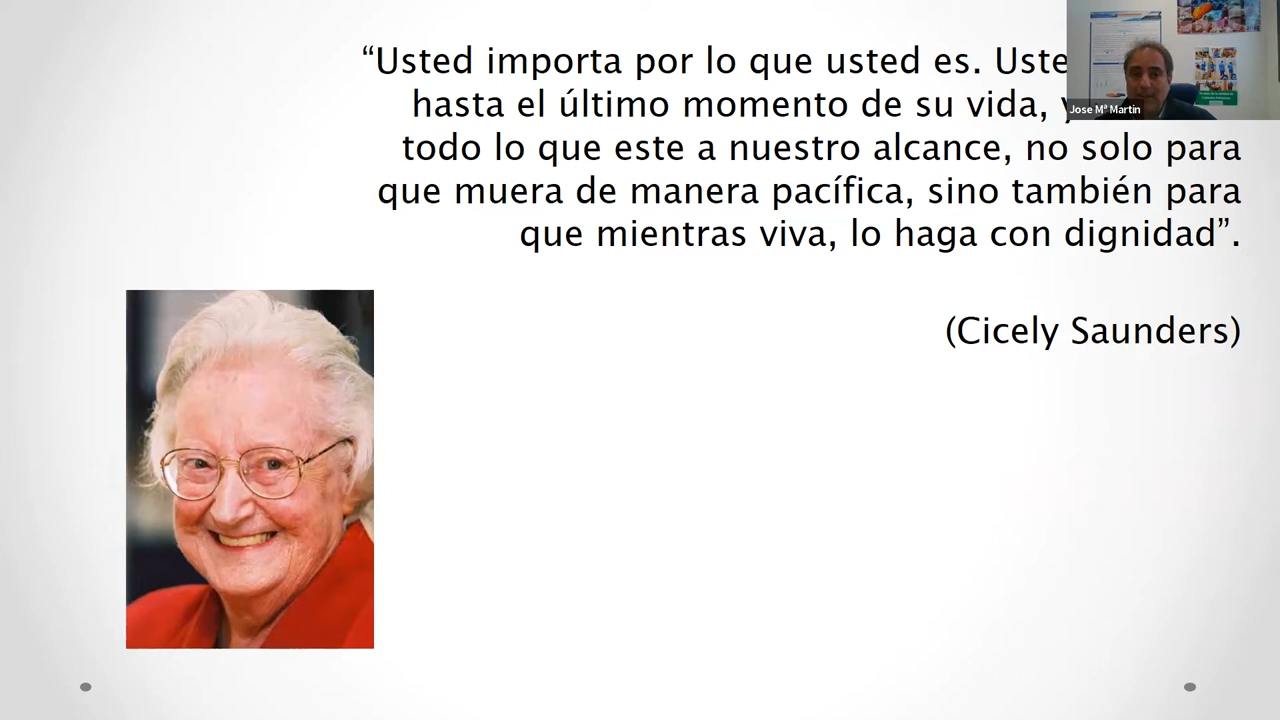 “Usted importa por lo que usted es. Uste
hasta el último momento de su vida, y
todo lo que este a nuestro alcance, no solo para
que muera de manera pacífica, sino también para
que mientras viva, lo haga con dignidad”.
(Cicely Saunders)
Jose Mª Martín